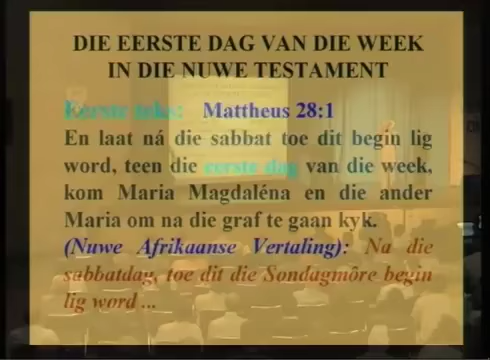 DIE EERSTE DAG VAN DIE WEEK
IN DIE NUWE TESTAMENT
Eerste teks: Mattheus 28:1
En laat ná die sabbat toe dit begin lig
word, teen die eerste dag van die week,
kom Maria Magdaléna en die ander
Maria om na die graf te gaan kyk.
(Nuwe Afrikaanse Vertaling): Na die
sabbatdag, toe dit die Sondagmôre begin
lig word ...